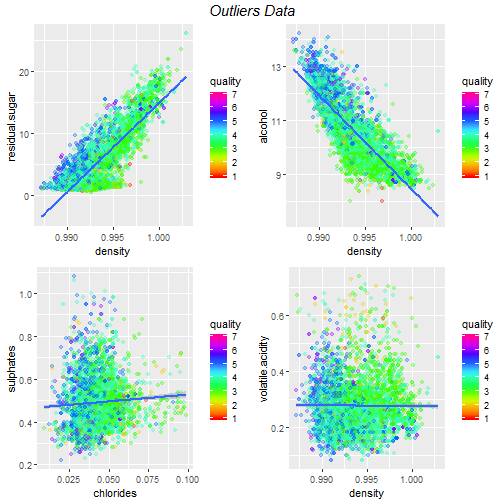 Outliers Data
residual sugar
20
10
0
0.990 0.995 1.000
density
quality
7
6
5
4
3
2
1
alcohol
13
11
9
0.990 0.995 1.000
density
quality
7
6
5
4
3
2
1
sulphates
1.0
0.8
0.6
0.4
0.2
0.025 0.050 0.075 0.100
chlorides
quality
7
6
5
4
3
2
1
volatile acidity
0.6
0.4
0.2
0.990 0.995 1.000
density
quality
7
6
5
4
3
2
1